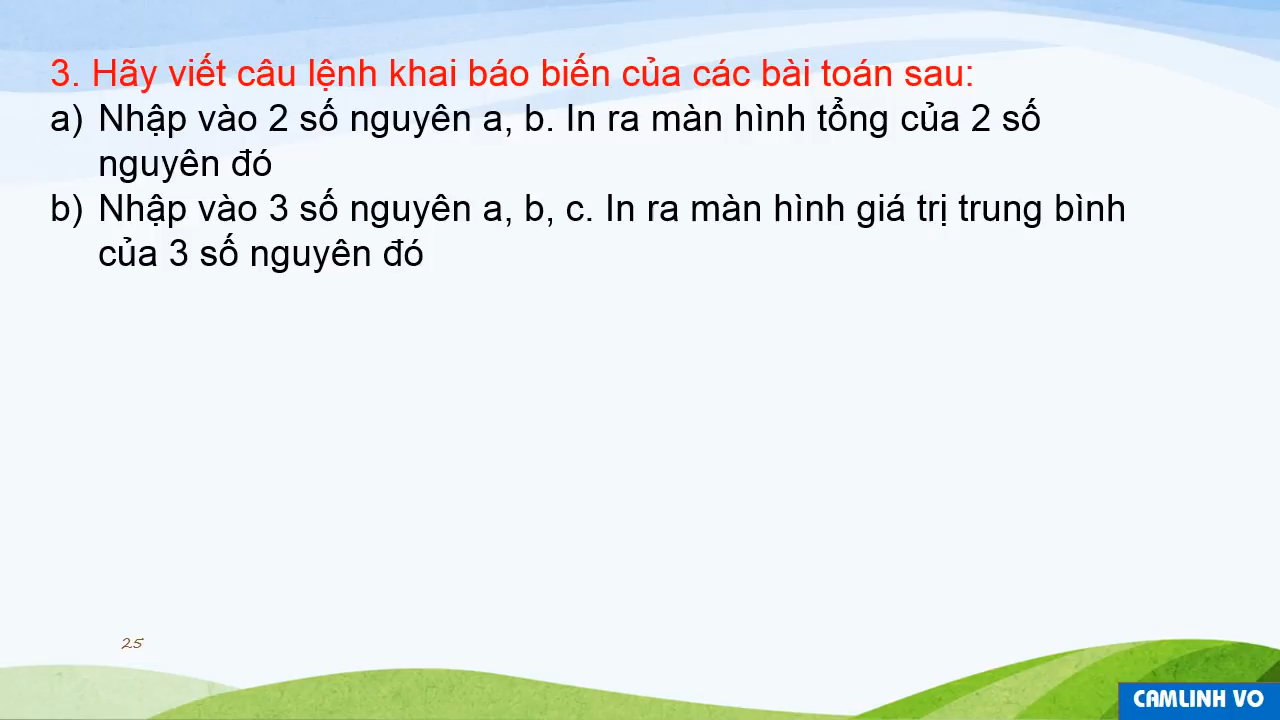 3. Hãy viết câu lệnh khai báo biến của các bài toán sau:
a) Nhập vào 2 số nguyên a, b. In ra màn hình tổng của 2 số
nguyên đó
b) Nhập vào 3 số nguyên a, b, c. In ra màn hình giá trị trung bình
của 3 số nguyên đó
25
CAMLINH VO